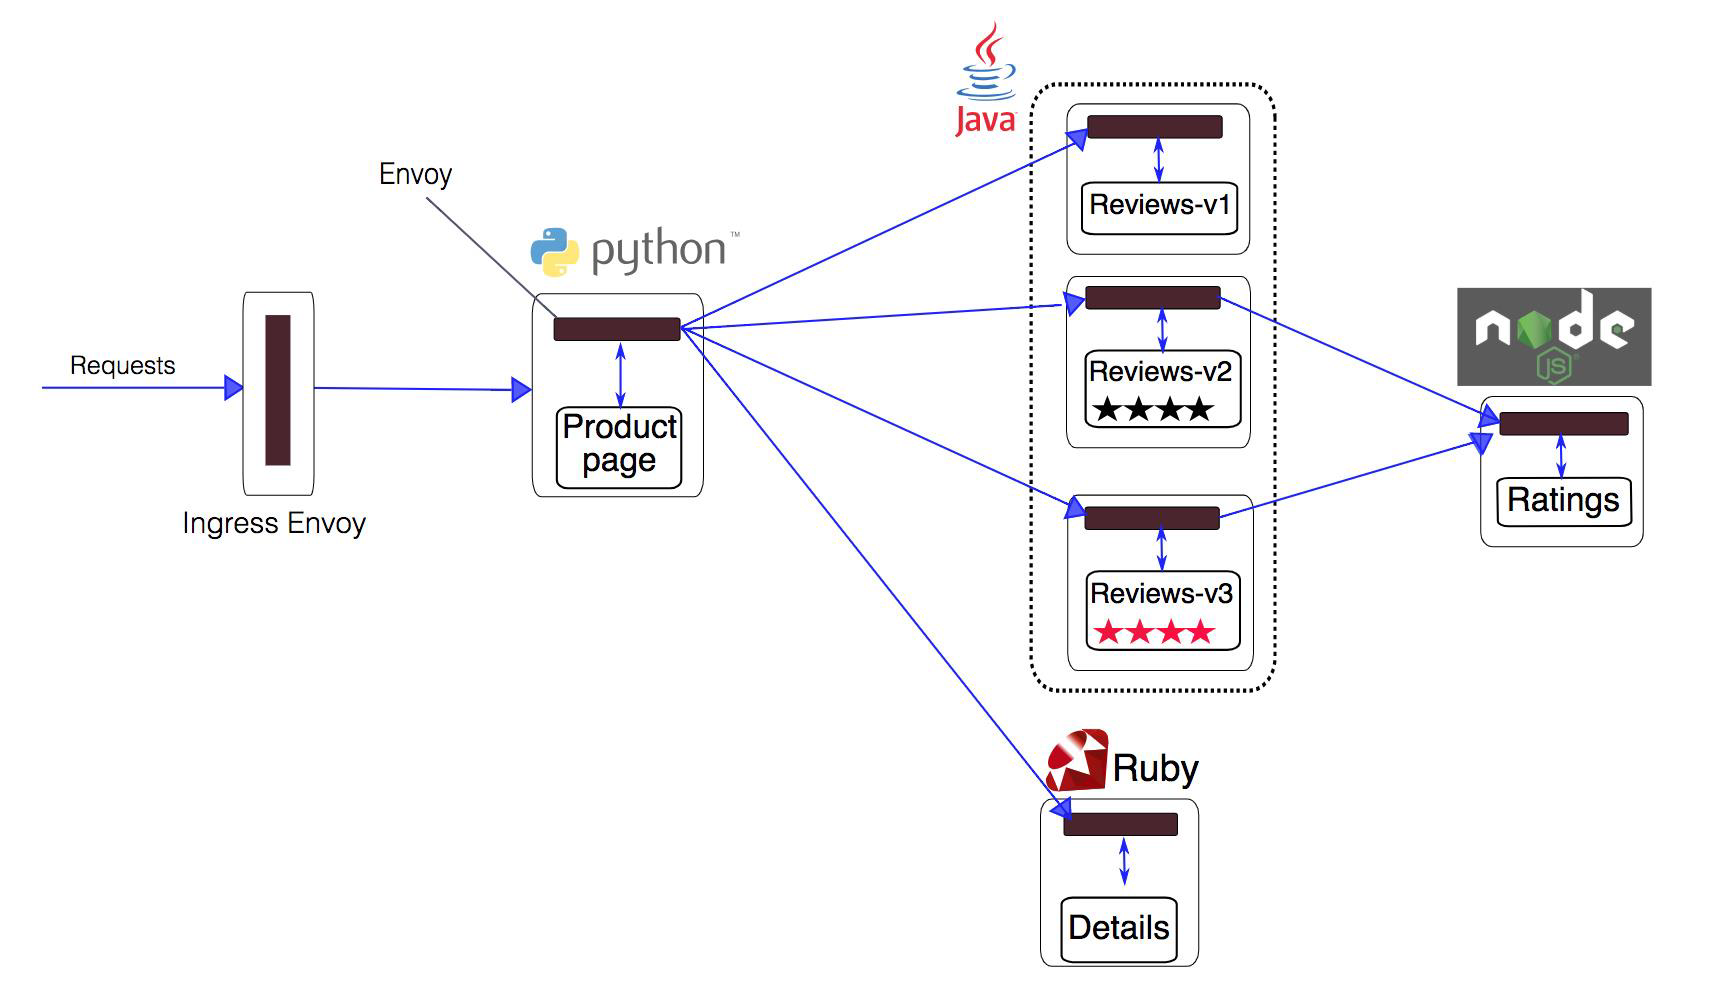 Java
Reviews-v1
Envoy
python™
Requests
Ingress Envoy
Product
page
Reviews-v2
Reviews-v3
node
JS
Ratings
Ruby
Details